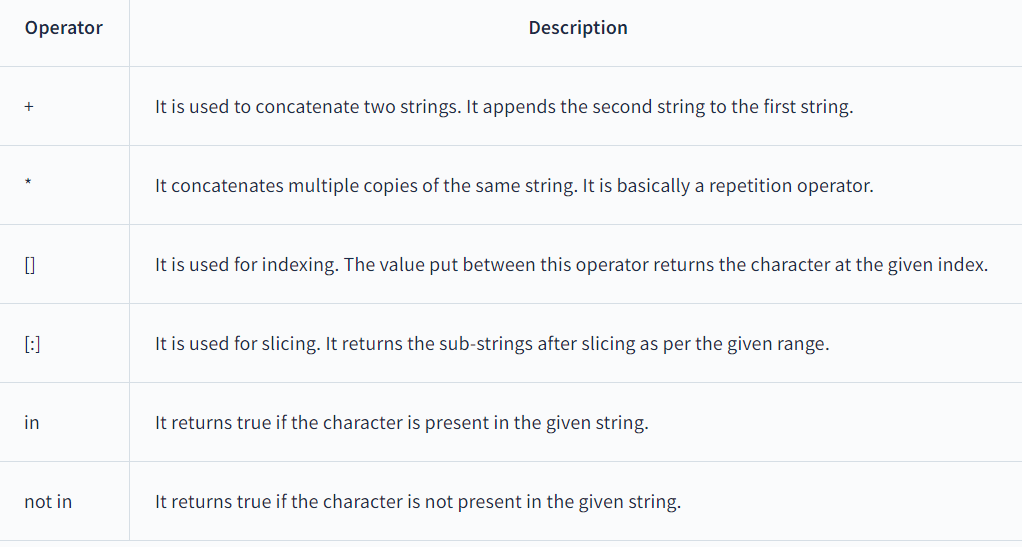 Operator Description
+ It is used to concatenate two strings. It appends the second string to the first string.
* It concatenates multiple copies of the same string. It is basically a repetition operator.
[] It is used for indexing. The value put between this operator returns the character at the given index.
[:] It is used for slicing. It returns the sub-strings after slicing as per the given range.
in It returns true if the character is present in the given string.
not in It returns true if the character is not present in the given string.